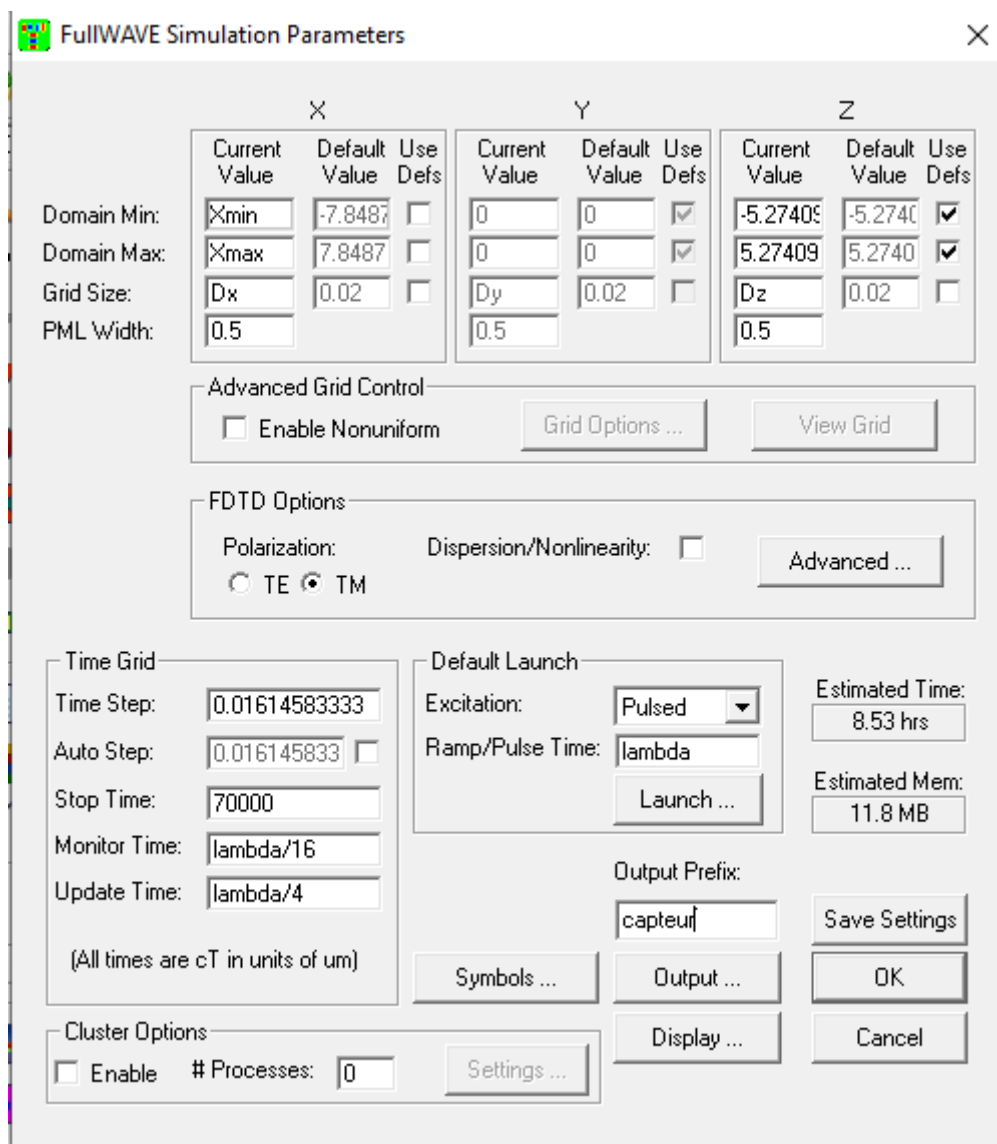 FullWAVE Simulation Parameters
X Y Z
Current Default Use Current Default Use Current Default Use
Value Value Defs Value Value Defs Value Value Defs
Domain Min: Xmin -7.8487 0 0 -5.27409 -5.2740
Domain Max: Xmax 7.8487 0 0 5.27409 5.2740
Grid Size: Dx 0.02 Dy 0.02 Dz 0.02
PML Width: 0.5 0.5 0.5
Advanced Grid Control
Enable Nonuniform Grid Options ... View Grid
FDTD Options
Polarization: Dispersion/Nonlinearity: Advanced ...
TE TM
Time Grid
Time Step: 0.01614583333
Auto Step: 0.016145833
Stop Time: 70000
Monitor Time: lambda/16
Update Time: lambda/4
(All times are cT in units of um)
Default Launch
Excitation: Pulsed
Ramp/Pulse Time: lambda
Launch ...
Estimated Time:
8.53 hrs
Estimated Mem:
11.8 MB
Output Prefix:
capteur Save Settings
Symbols ... Output ... OK
Display ... Cancel
Cluster Options
Enable # Processes: 0 Settings ...